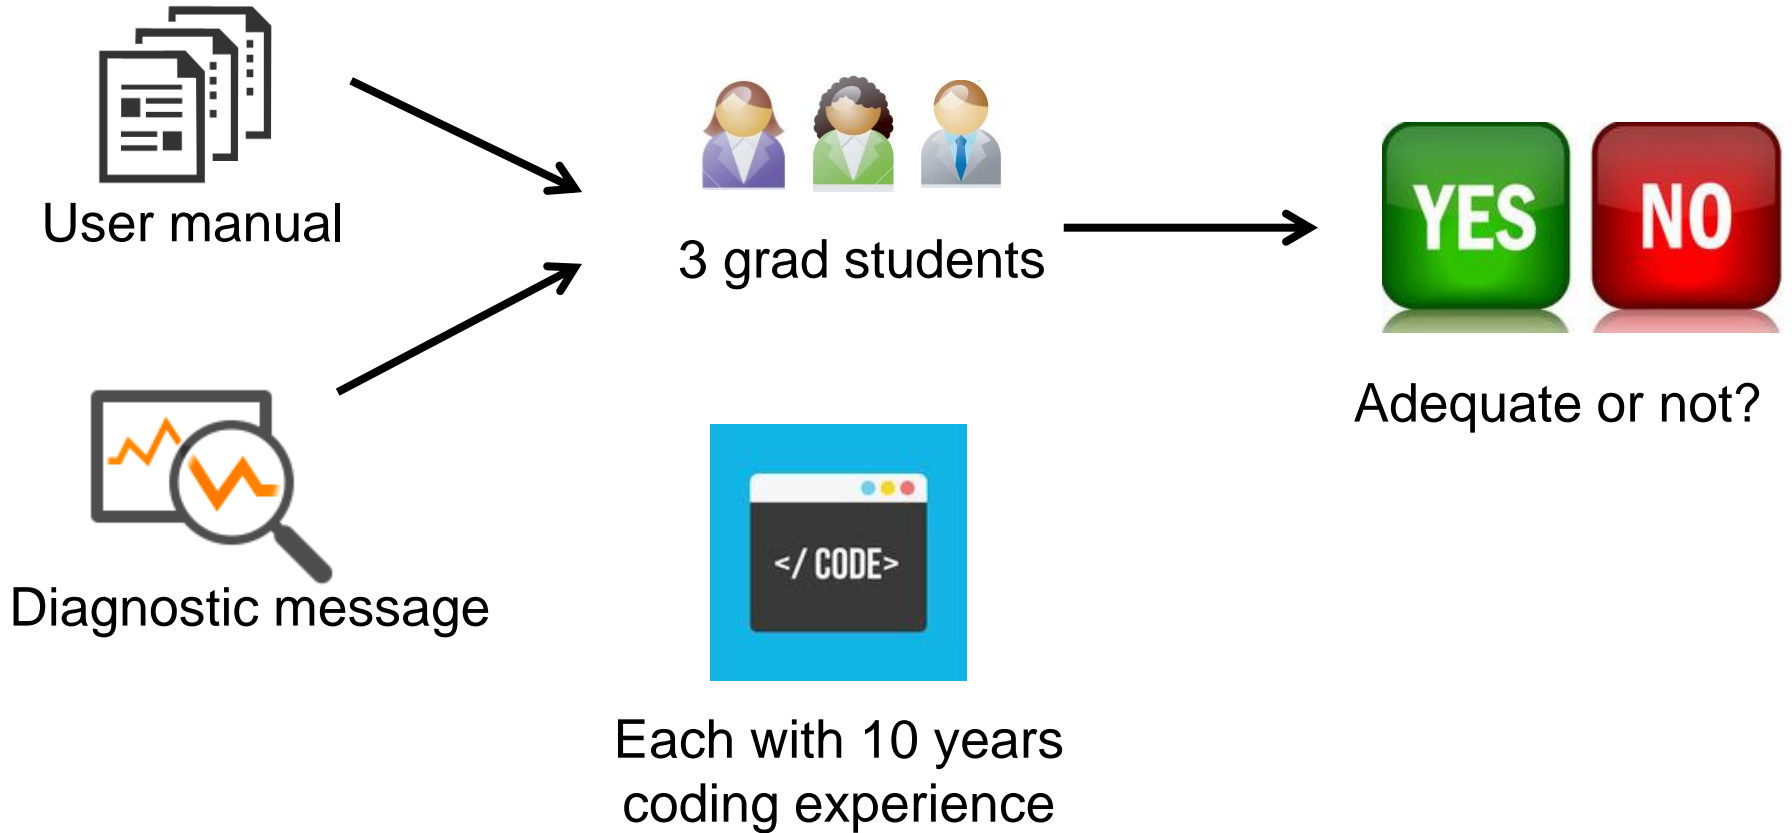 User manual
3 grad students
YES
NO
Adequate or not?
</ CODE>
Diagnostic message
Each with 10 years
coding experience